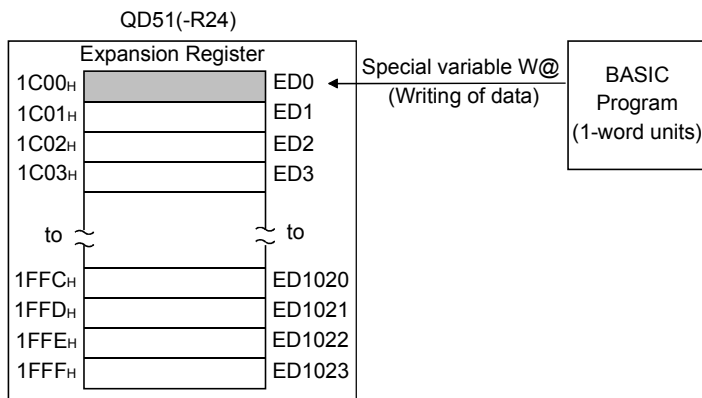 QD51(-R24)
Expansion Register
1C00H ED0
1C01H ED1
1C02H ED2
1C03H ED3
to to
1FFCH ED1020
1FFDH ED1021
1FFEH ED1022
1FFFH ED1023
Special variable W@
(Writing of data)
BASIC
Program
(1-word units)